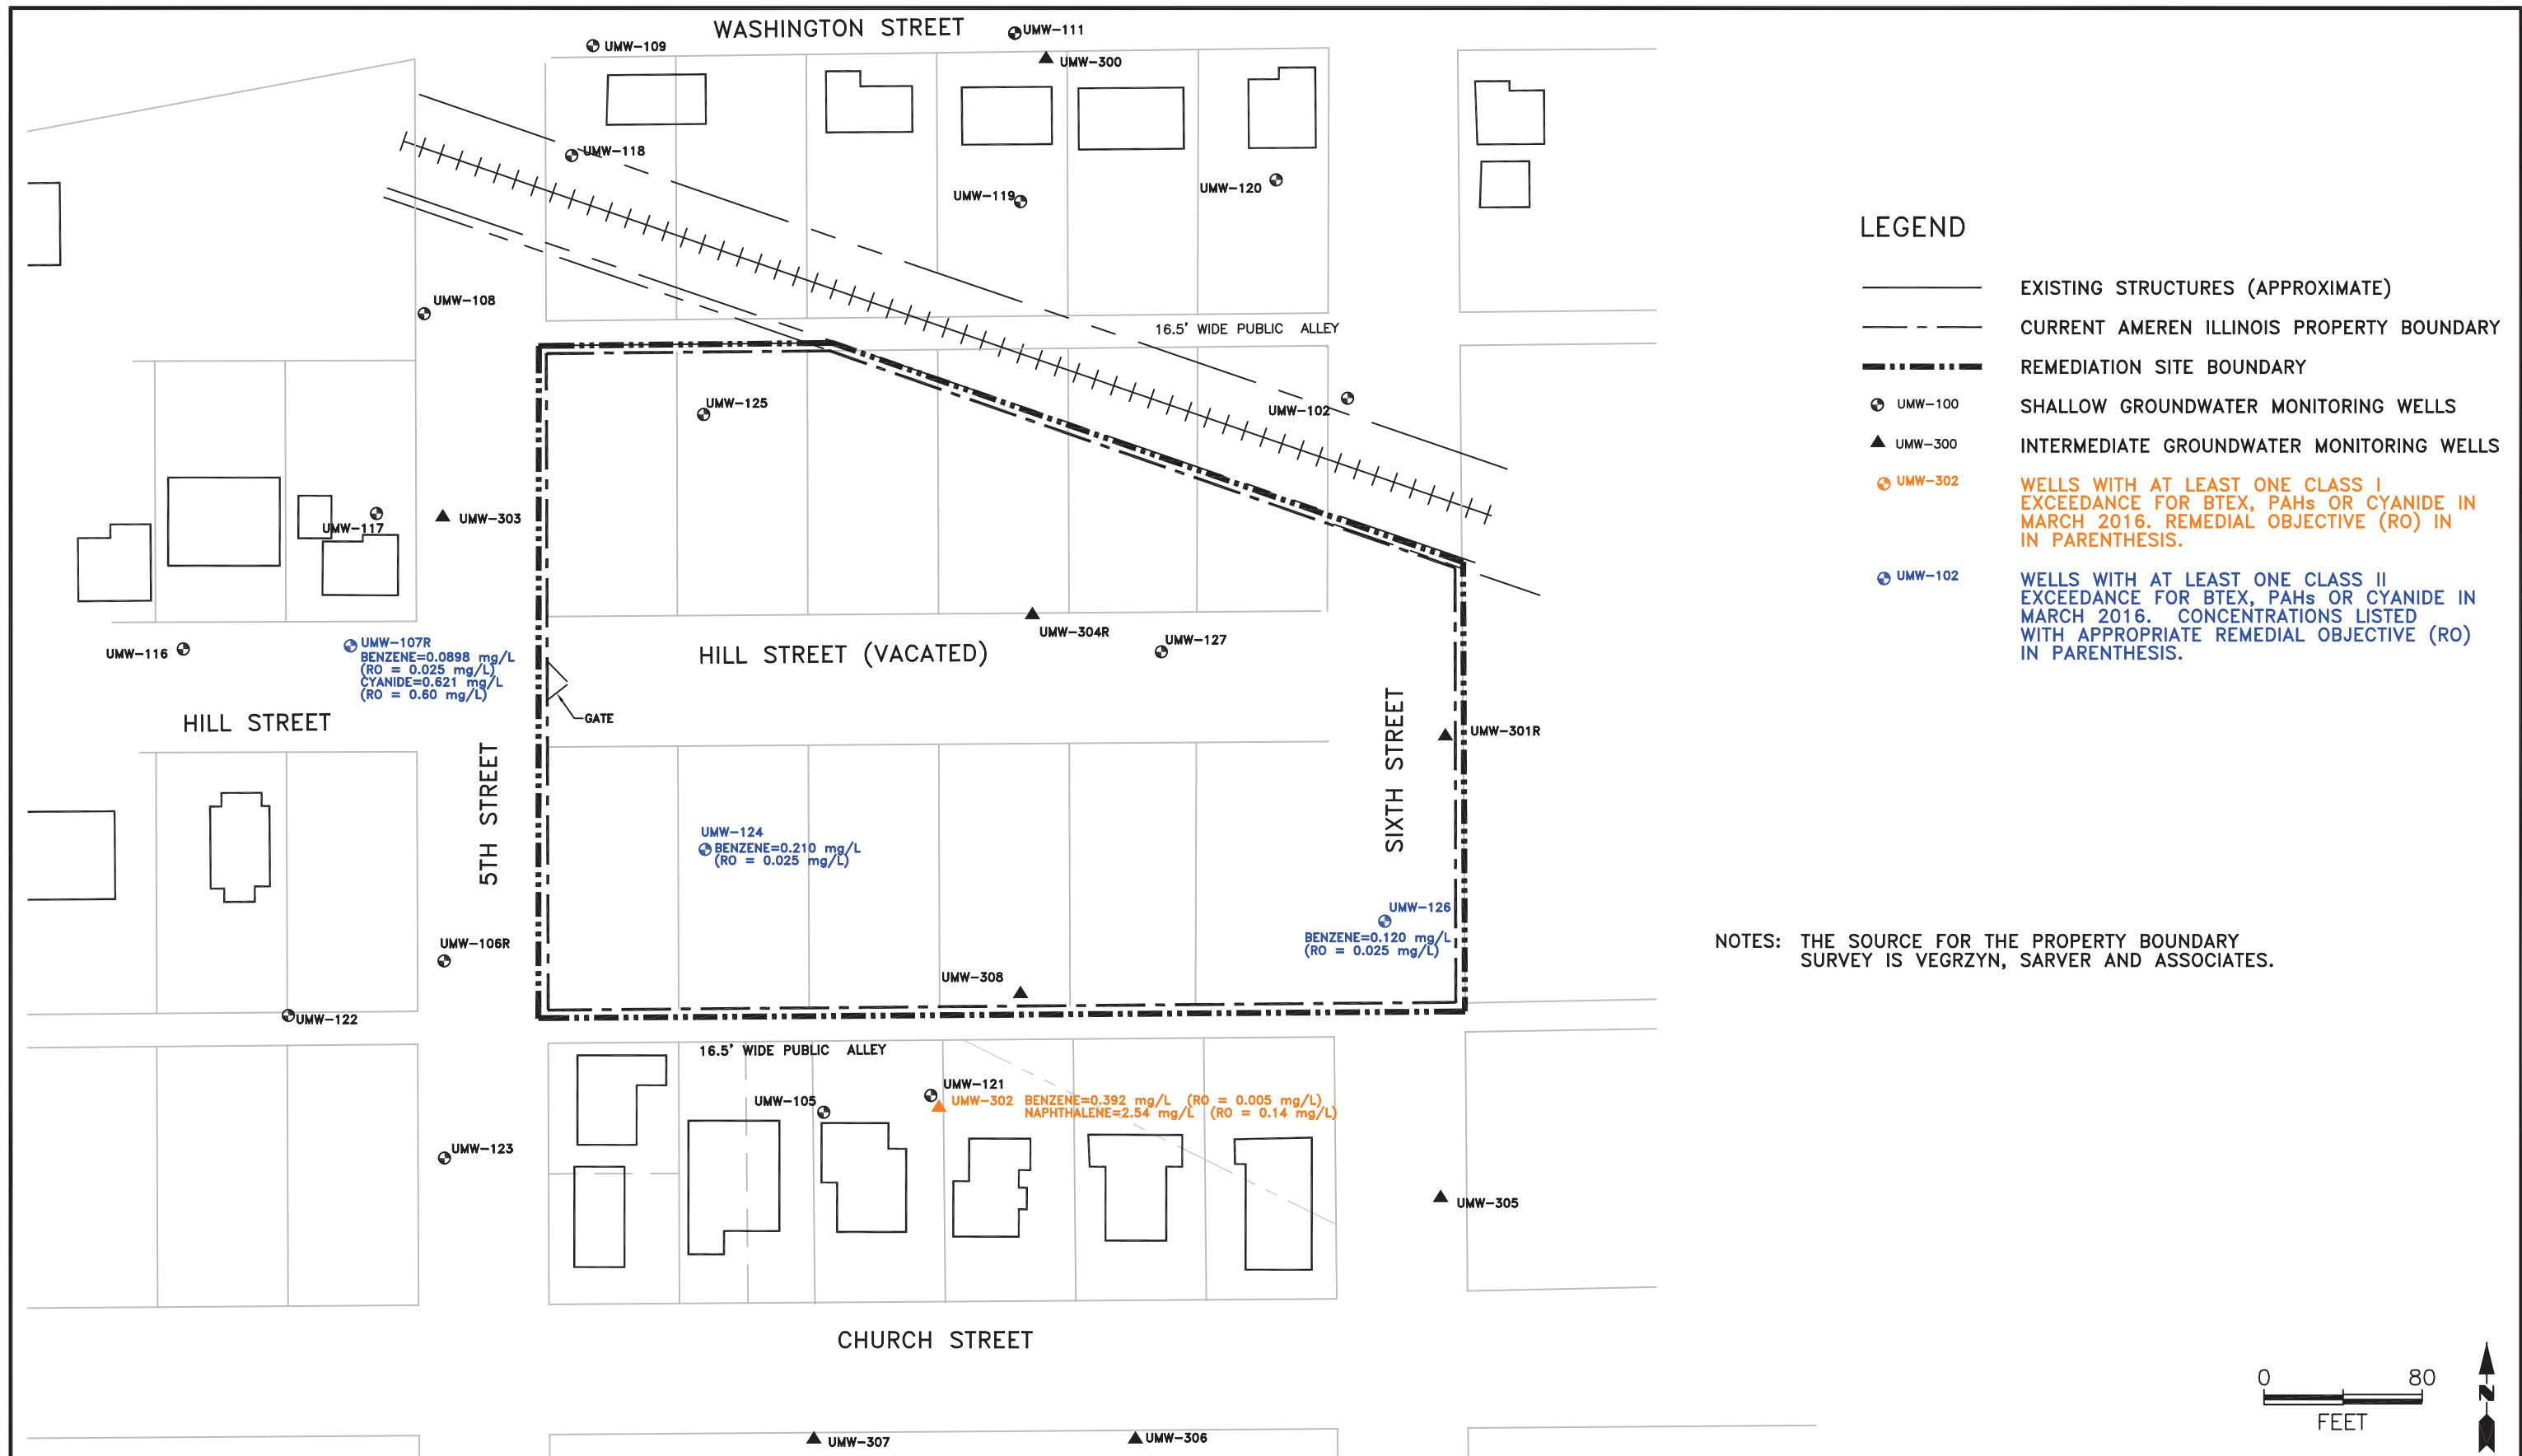 WASHINGTON STREET
UMW-111
UMW-109
UMW-300
UMW-118
UMW-119
UMW-120
UMW-108
16.5' WIDE PUBLIC ALLEY
UMW-125
UMW-102
UMW-117
UMW-303
UMW-304R
UMW-127
UMW-116
UMW-107R
BENZENE=0.0898 mg/L
(RO = 0.025 mg/L)
CYANIDE=0.621 mg/L
(RO = 0.60 mg/L)
HILL STREET (VACATED)
HILL STREET
GATE
5TH STREET
SIXTH STREET
UMW-301R
UMW-124
BENZENE=0.210 mg/L
(RO = 0.025 mg/L)
UMW-126
BENZENE=0.120 mg/L
(RO = 0.025 mg/L)
UMW-106R
UMW-308
UMW-122
16.5' WIDE PUBLIC ALLEY
UMW-121
UMW-105
UMW-302 BENZENE=0.392 mg/L (RO = 0.005 mg/L)
NAPHTHALENE=2.54 mg/L (RO = 0.14 mg/L)
UMW-123
UMW-305
CHURCH STREET
UMW-307
UMW-306
LEGEND
EXISTING STRUCTURES (APPROXIMATE)
CURRENT AMEREN ILLINOIS PROPERTY BOUNDARY
REMEDIATION SITE BOUNDARY
UMW-100 SHALLOW GROUNDWATER MONITORING WELLS
UMW-300 INTERMEDIATE GROUNDWATER MONITORING WELLS
UMW-302 WELLS WITH AT LEAST ONE CLASS I
EXCEEDANCE FOR BTEX, PAHs OR CYANIDE IN
MARCH 2016. REMEDIAL OBJECTIVE (RO) IN
IN PARENTHESIS.
UMW-102 WELLS WITH AT LEAST ONE CLASS II
EXCEEDANCE FOR BTEX, PAHs OR CYANIDE IN
MARCH 2016. CONCENTRATIONS LISTED
WITH APPROPRIATE REMEDIAL OBJECTIVE (RO)
IN PARENTHESIS.
NOTES: THE SOURCE FOR THE PROPERTY BOUNDARY
SURVEY IS VEGRZYN, SARVER AND ASSOCIATES.
0 80
FEET
N